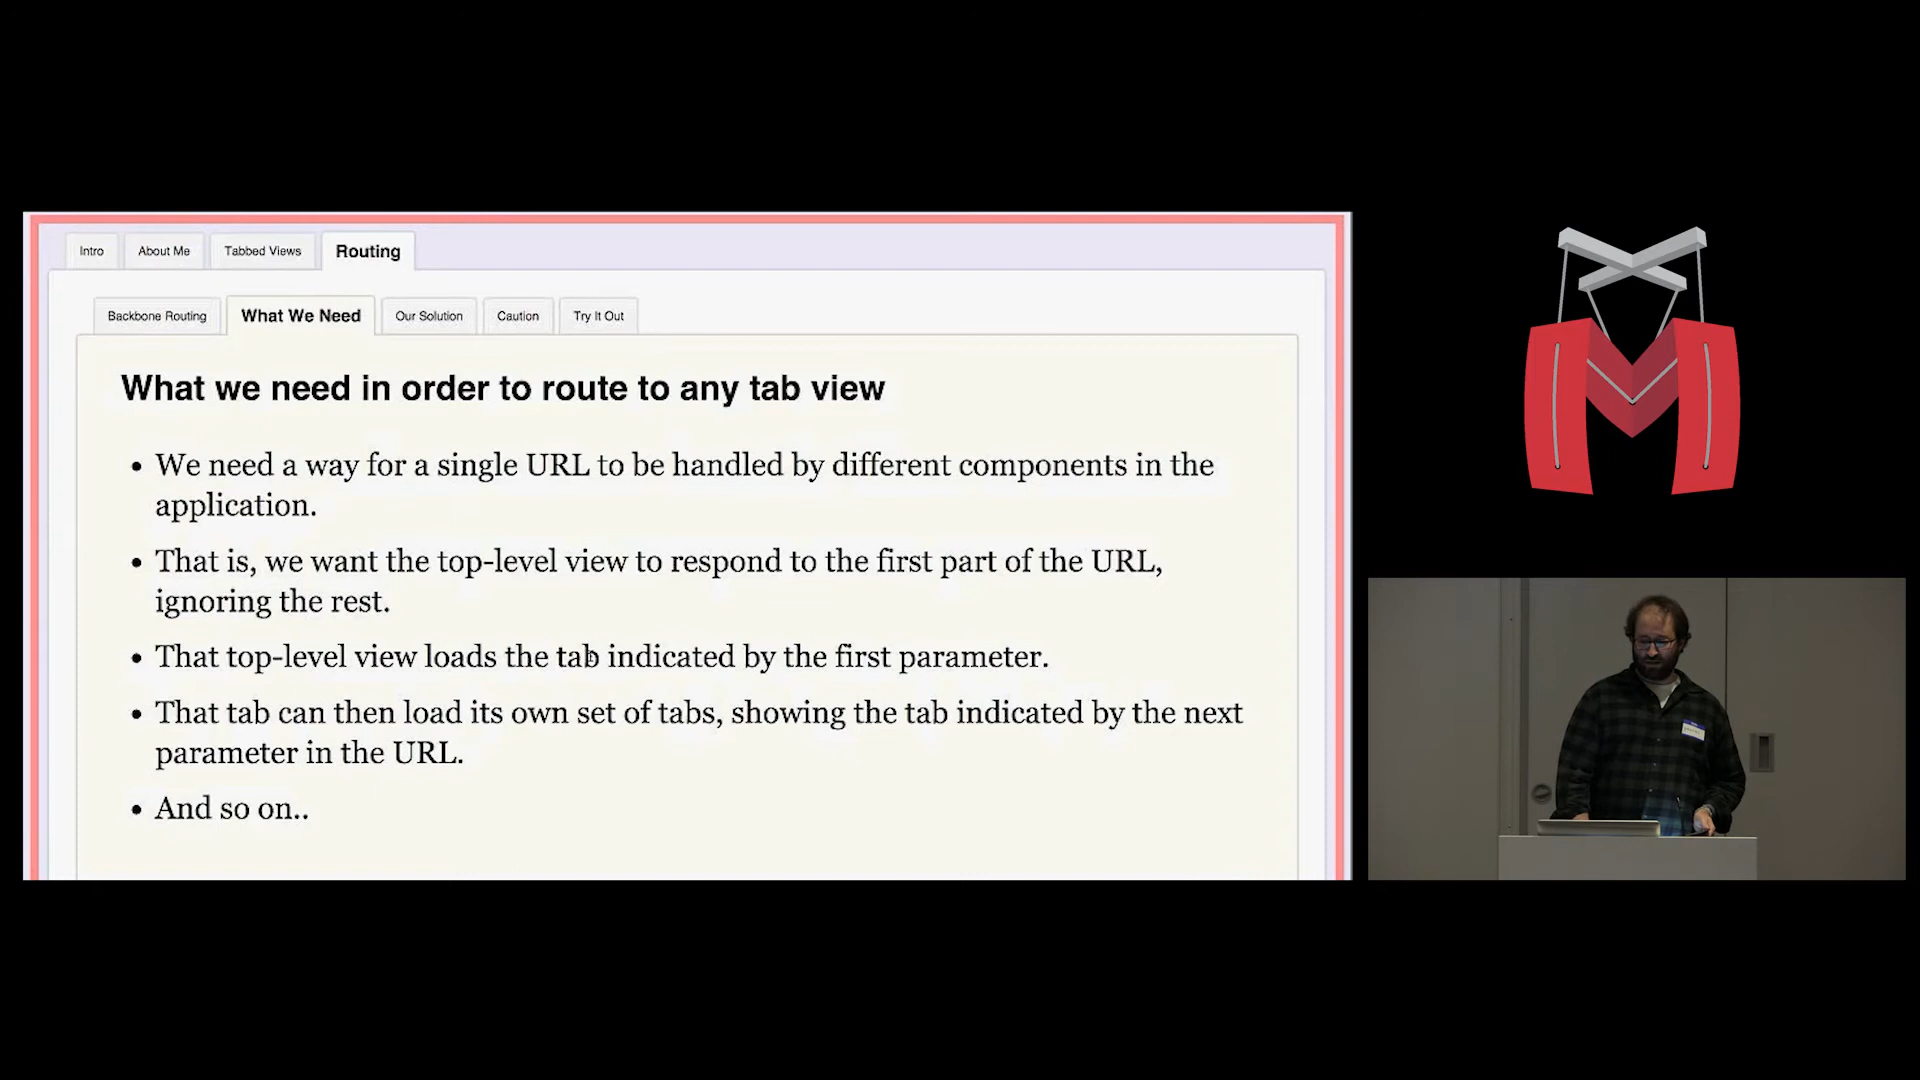 Intro
About Me
Tabbed Views
Routing
Backbone Routing
What We Need
Our Solution
Caution
Try It Out
What we need in order to route to any tab view
• We need a way for a single URL to be handled by different components in the
application.
• That is, we want the top-level view to respond to the first part of the URL,
ignoring the rest.
• That top-level view loads the tab indicated by the first parameter.
• That tab can then load its own set of tabs, showing the tab indicated by the next
parameter in the URL.
• And so on..